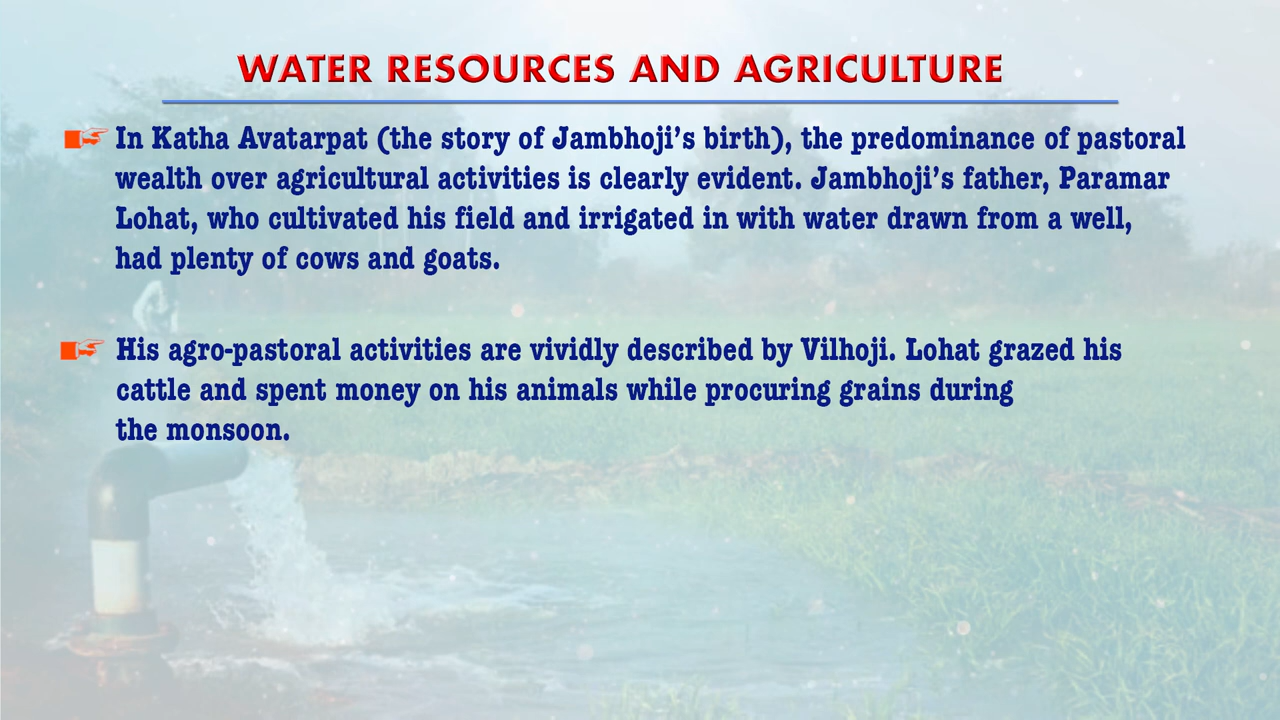 WATER RESOURCES AND AGRICULTURE
In Katha Avatarpat (the story of Jambhoji's birth), the predominance of pastoral
wealth over agricultural activities is clearly evident. Jambhoji's father, Paramar
Lohat, who cultivated his field and irrigated in with water drawn from a well,
had plenty of cows and goats.
His agro-pastoral activities are vividly described by Vilhoji. Lohat grazed his
cattle and spent money on his animals while procuring grains during
the monsoon.